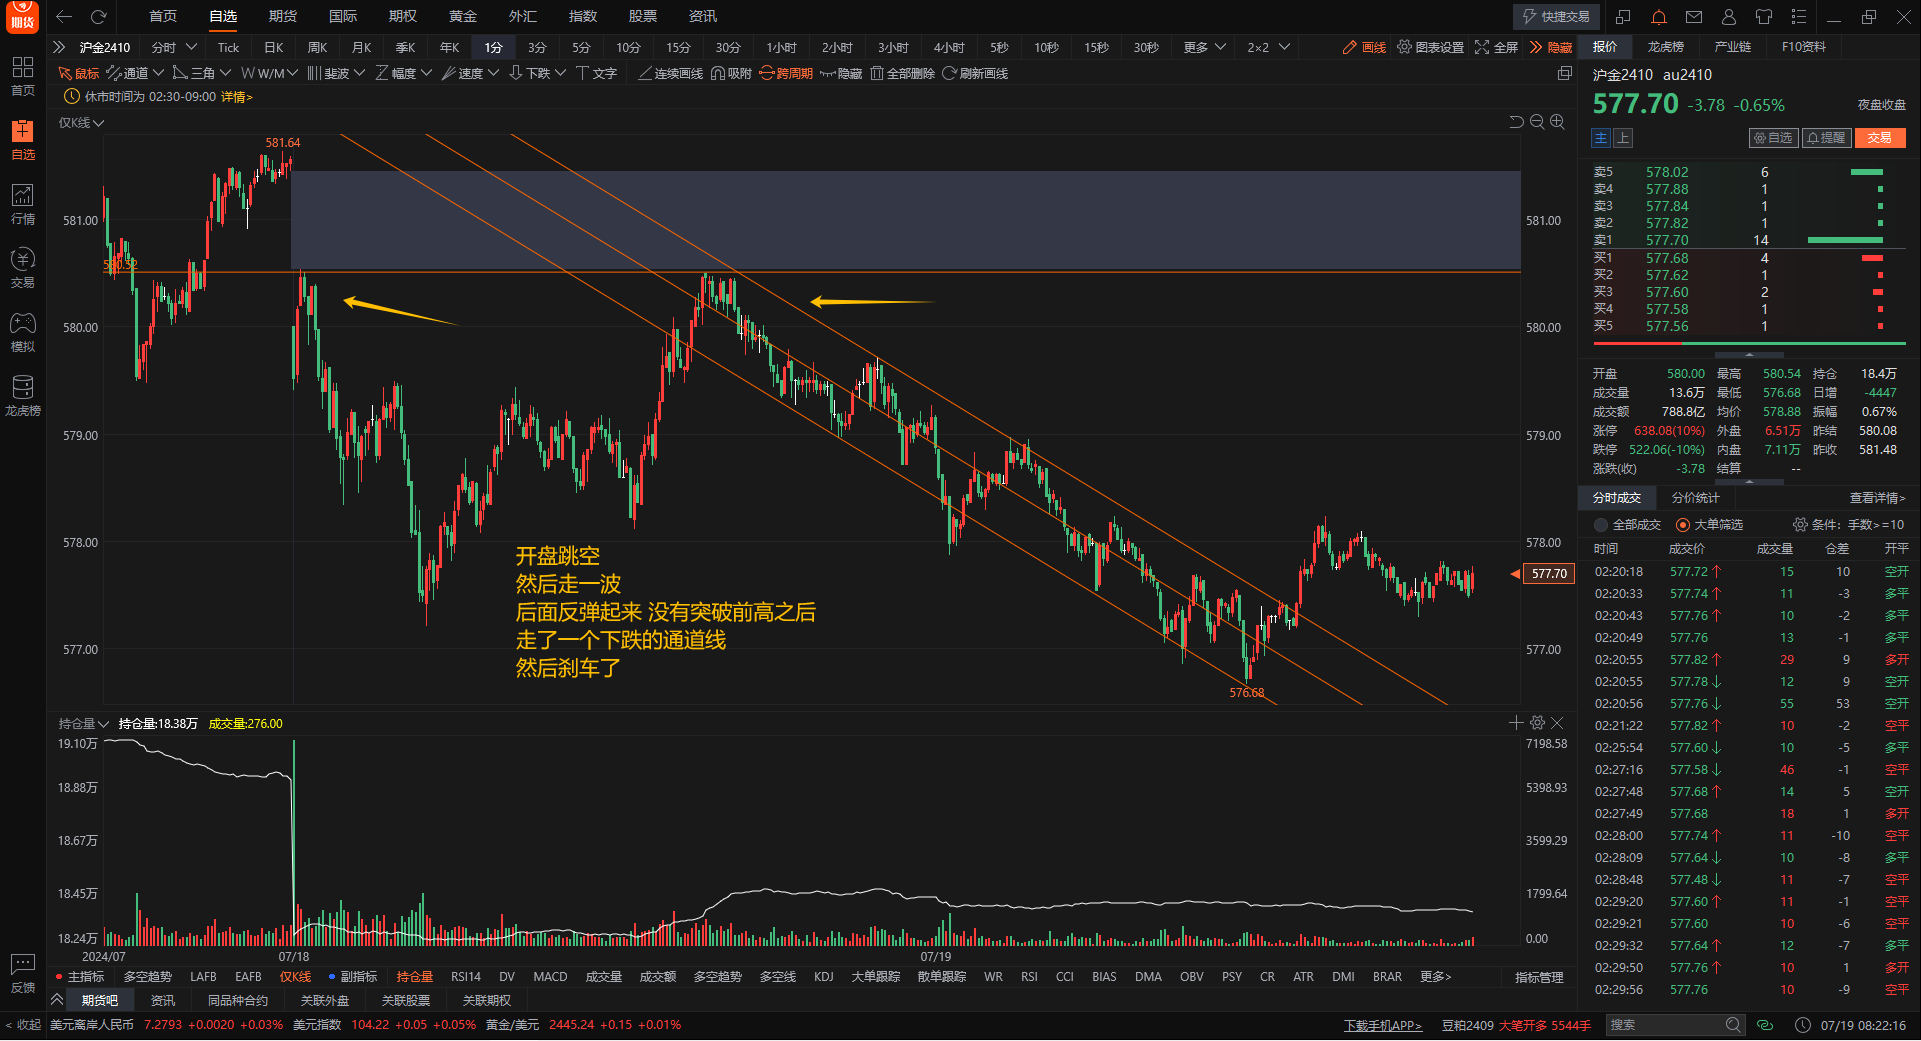 期货
首页 自选 期货 国际 期权 黄金 外汇 指数 股票 资讯 快捷交易
沪金2410 分时 Tick 日K 周K 月K 季K 年K 1分 3分 5分 10分 15分 30分 1小时 2小时 3小时 4小时 5秒 10秒 15秒 30秒 更多 2×2 画线 图表设置 全屏 隐藏
鼠标 通道 三角 W/M 斐波 幅度 速度 下跌 文字 连续画线 吸附 跨周期 隐藏 全部删除 刷新画线
休市时间为 02:30-09:00 详情>
仅K线
首页
自选
行情
交易
模拟
龙虎榜
反馈
581.64
581.00 581.00
580.52
580.00 580.00
579.00 579.00
578.00 578.00
577.70
577.00 577.00
576.68
开盘跳空
然后走一波
后面反弹起来 没有突破前高之后
走了一个下跌的通道线
然后刹车了
持仓量 持仓量:18.38万 成交量:276.00
19.10万 7198.58
18.88万 5398.93
18.67万 3599.29
18.45万 1799.64
18.24万 0.00
2024/07 07/18 07/19
主指标 多空趋势 LAFB EAFB 仅K线 副指标 持仓量 RSI14 DV MACD 成交量 成交额 多空趋势 多空线 KDJ 大单跟踪 散单跟踪 WR RSI CCI BIAS DMA OBV PSY CR ATR DMI BRAR 更多> 指标管理
期货吧 资讯 同品种合约 关联外盘 关联股票 关联期权
报价 龙虎榜 产业链 F10资料
沪金2410 au2410
577.70 -3.78 -0.65% 夜盘收盘
主 上 自选 提醒 交易
卖5 578.02 6
卖4 577.88 1
卖3 577.84 1
卖2 577.82 1
卖1 577.70 14
买1 577.68 4
买2 577.62 1
买3 577.60 2
买4 577.58 1
买5 577.56 1
开盘 580.00 最高 580.54 持仓 18.4万
成交量 13.6万 最低 576.68 日增 -4447
成交额 788.8亿 均价 578.88 振幅 0.67%
涨停 638.08(10%) 外盘 6.51万 昨结 580.08
跌停 522.06(-10%) 内盘 7.11万 昨收 581.48
涨跌(收) -3.78 结算 --
分时成交 分价统计 查看详情>
全部成交 大单筛选 条件: 手数>=10
时间 成交价 成交量 仓差 开平
02:20:18 577.72↑ 15 10 空开
02:20:33 577.74↑ 11 -3 多平
02:20:43 577.76↑ 10 -2 多平
02:20:49 577.76 13 -1 多平
02:20:55 577.82↑ 29 9 多开
02:20:55 577.78↓ 12 9 空开
02:20:56 577.76↓ 55 53 空开
02:21:22 577.82↑ 10 -2 空平
02:25:54 577.60↓ 10 -5 多平
02:27:16 577.58↓ 46 -1 空平
02:27:48 577.68↑ 14 5 空开
02:27:49 577.68 18 1 多开
02:28:00 577.74↑ 11 -10 空平
02:28:09 577.64↓ 10 -8 多平
02:28:48 577.48↓ 11 -7 空平
02:29:20 577.60↑ 11 -1 空平
02:29:21 577.60 10 -6 空平
02:29:32 577.64↑ 12 -7 多平
02:29:50 577.76↑ 10 1 多开
02:29:56 577.76 10 -9 空平
< 收起 美元离岸人民币 7.2793 +0.0020 +0.03% 美元指数 104.22 +0.05 +0.05% 黄金/美元 2445.24 +0.15 +0.01% 下载手机APP> 豆粕2409 大笔开多 5544手 搜索 07/19 08:22:16